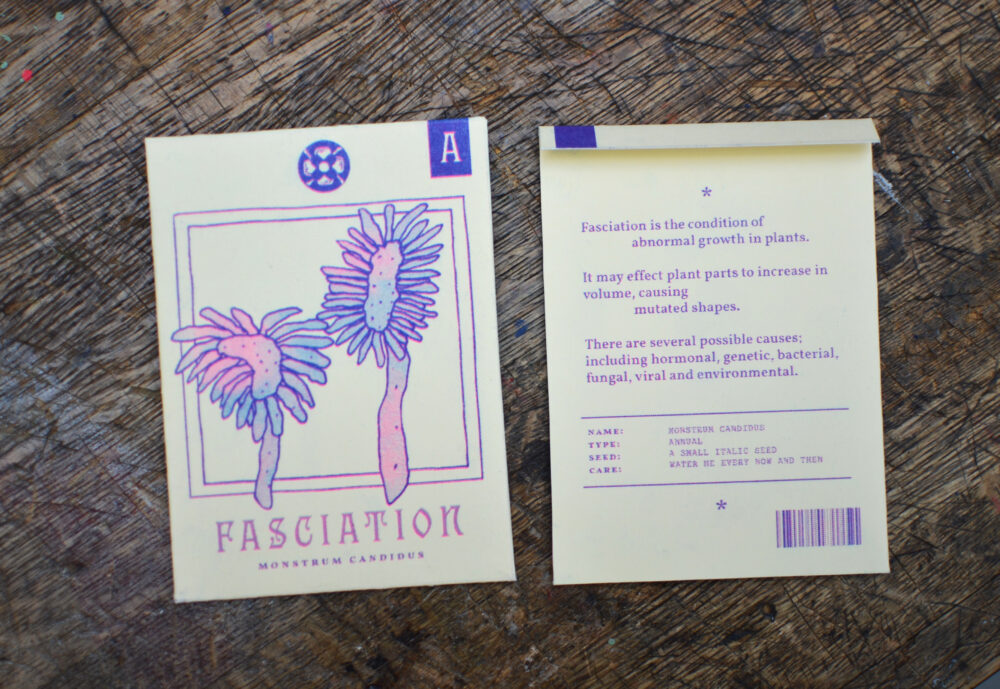 A
FASCIATION
MONSTRUM CANDIDUS
*
Fasciation is the condition of
abnormal growth in plants.
It may effect plant parts to increase in
volume, causing
mutated shapes.
There are several possible causes;
including hormonal, genetic, bacterial,
fungal, viral and environmental.
NAME: MONSTRUM CANDIDUS
TYPE: ANNUAL
SEED: A SMALL ITALIC SEED
CARE: WATER ME EVERY NOW AND THEN
*